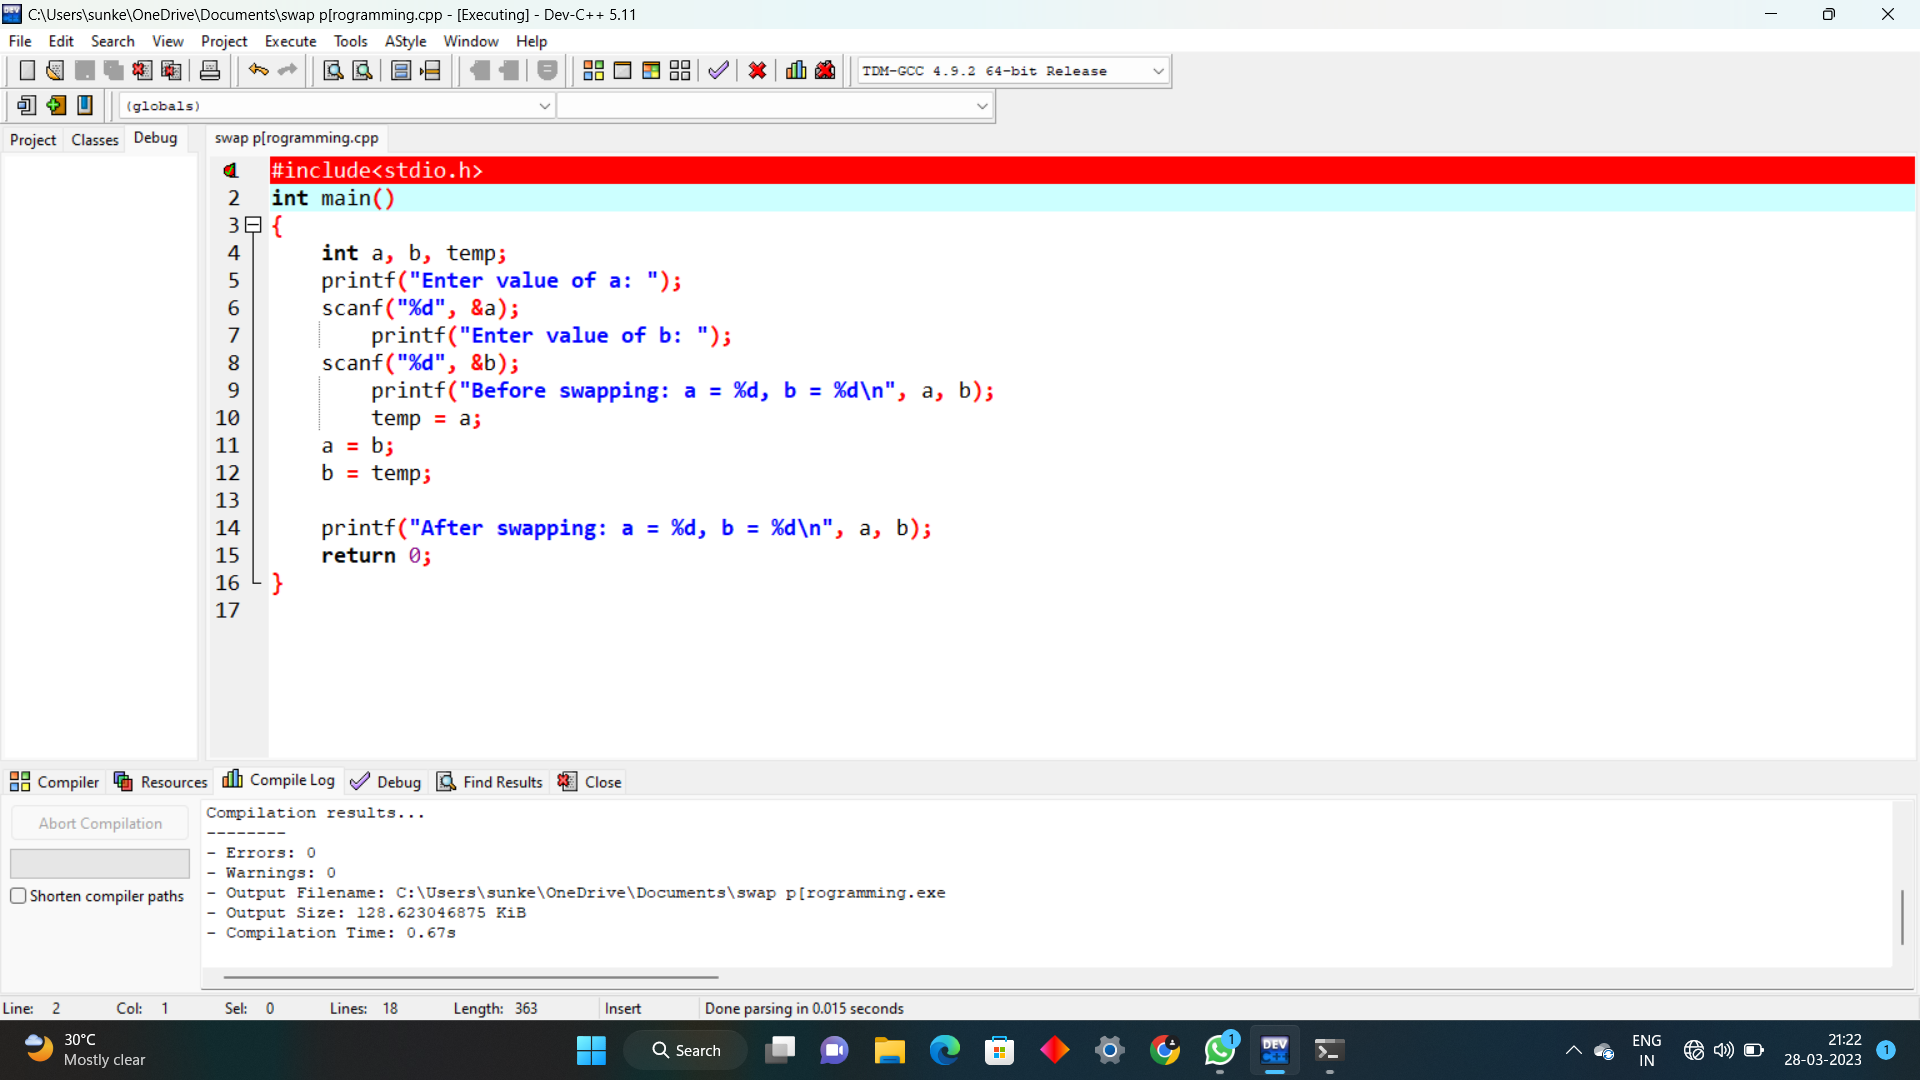 C:\Users\sunke\OneDrive\Documents\swap p[rogramming.cpp - [Executing] - Dev-C++ 5.11
File Edit Search View Project Execute Tools AStyle Window Help
TDM-GCC 4.9.2 64-bit Release
(globals)
Project Classes Debug swap p[rogramming.cpp
#include<stdio.h>
2 int main()
3 {
4 int a, b, temp;
5 printf("Enter value of a: ");
6 scanf("%d", &a);
7 printf("Enter value of b: ");
8 scanf("%d", &b);
9 printf("Before swapping: a = %d, b = %d\n", a, b);
10 temp = a;
11 a = b;
12 b = temp;
13
14 printf("After swapping: a = %d, b = %d\n", a, b);
15 return 0;
16 }
17
Compiler Resources Compile Log Debug Find Results Close
Abort Compilation
Shorten compiler paths
Compilation results...
--------
- Errors: 0
- Warnings: 0
- Output Filename: C:\Users\sunke\OneDrive\Documents\swap p[rogramming.exe
- Output Size: 128.623046875 KiB
- Compilation Time: 0.67s
Line: 2 Col: 1 Sel: 0 Lines: 18 Length: 363 Insert Done parsing in 0.015 seconds
30°C
Mostly clear
Search
1
DEV
C++
ENG
IN
21:22
28-03-2023
1